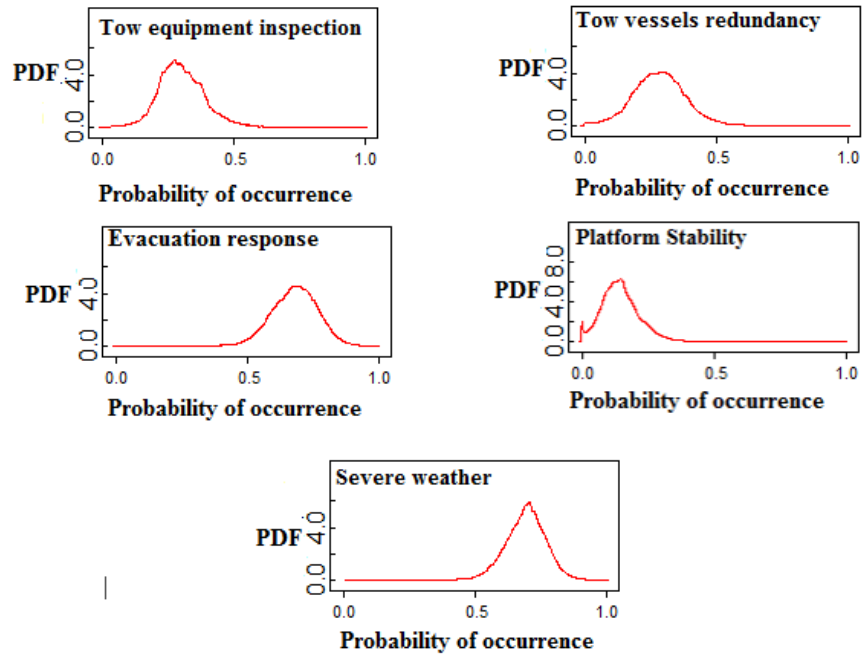 Tow equipment inspection
PDF
0.0 4.0
0.0 0.5 1.0
Probability of occurrence
Tow vessels redundancy
PDF
0.0 4.0
0.0 0.5 1.0
Probability of occurrence
Evacuation response
PDF
0.0 4.0
0.0 0.5 1.0
Probability of occurrence
Platform Stability
PDF
0.0 4.0 8.0
0.0 0.5 1.0
Probability of occurrence
Severe weather
PDF
0.0 4.0
0.0 0.5 1.0
Probability of occurrence